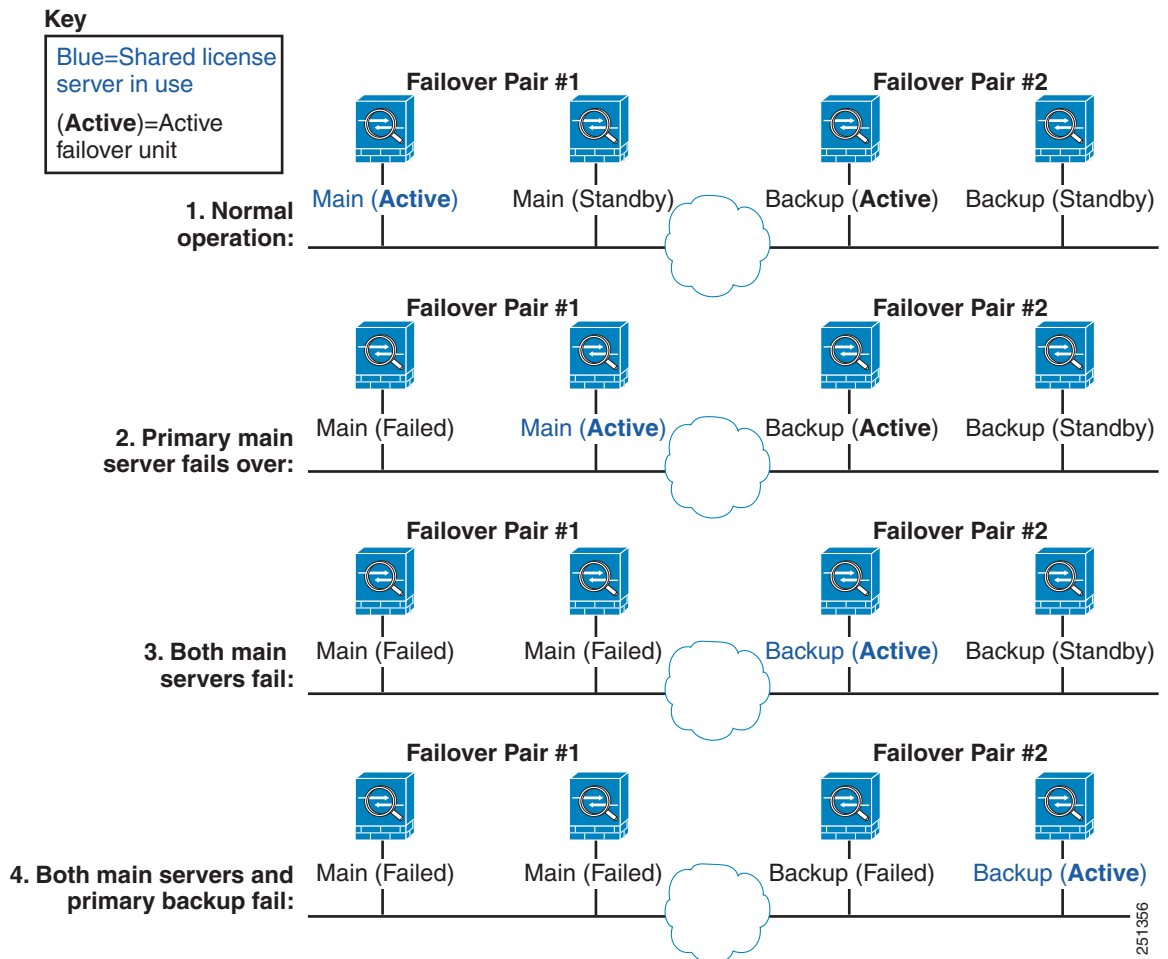 Key
Blue=Shared license
server in use
(Active)=Active
failover unit
Failover Pair #1
Failover Pair #2
1. Normal
operation:
Main (Active)
Main (Standby)
Backup (Active)
Backup (Standby)
Failover Pair #1
Failover Pair #2
2. Primary main
server fails over:
Main (Failed)
Main (Active)
Backup (Active)
Backup (Standby)
Failover Pair #1
Failover Pair #2
3. Both main
servers fail:
Main (Failed)
Main (Failed)
Backup (Active)
Backup (Standby)
Failover Pair #1
Failover Pair #2
4. Both main servers and
primary backup fail:
Main (Failed)
Main (Failed)
Backup (Failed)
Backup (Active)
251356